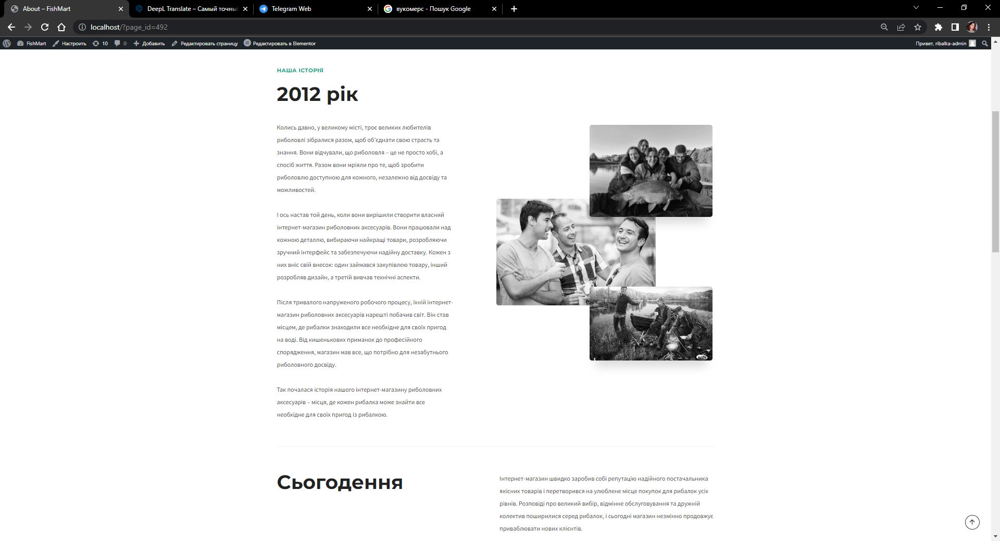 About – FishMart
DeepL Translate – Самый точны
Telegram Web
вукомерс - Пошук Google
localhost/?page_id=492
FishMart
Настроить
10
0
Добавить
Редактировать страницу
Редактировать в Elementor
Привет, ribalka-admin
НАША ІСТОРІЯ
2012 рік
Колись давно, у великому місті, троє великих любителів
риболовлі зібралися разом, щоб об'єднати свою страсть та
знання. Вони відчували, що риболовля – це не просто хобі, а
спосіб життя. Разом вони мріяли про те, щоб зробити
риболовлю доступною для кожного, незалежно від досвіду та
можливостей.
І ось настав той день, коли вони вирішили створити власний
інтернет-магазин риболовних аксесуарів. Вони працювали над
кожною деталлю, вибираючи найкращі товари, розробляючи
зручний інтерфейс та забезпечуючи надійну доставку. Кожен з
них вніс свій внесок: один займався закупівлею товару, інший
розробляв дизайн, а третій вивчав технічні аспекти.
Після тривалого напруженого робочого процесу, їхній інтернет-
магазин риболовних аксесуарів нарешті побачив світ. Він став
місцем, де рибалки знаходили все необхідне для своїх пригод
на воді. Від кишенькових приманок до професійного
спорядження, магазин мав все, що потрібно для незабутнього
риболовного досвіду.
Так почалася історія нашого інтернет-магазину риболовних
аксесуарів – місця, де кожен рибалка може знайти все
необхідне для своїх пригод із рибалкою.
Сьогодення
Інтернет-магазин швидко заробив собі репутацію надійного постачальника
якісних товарів і перетворився на улюблене місце покупок для рибалок усіх
рівнів. Розповіді про великий вибір, відмінне обслуговування та дружній
колектив поширилися серед рибалок, і сьогодні магазин незмінно продовжує
приваблювати нових клієнтів.